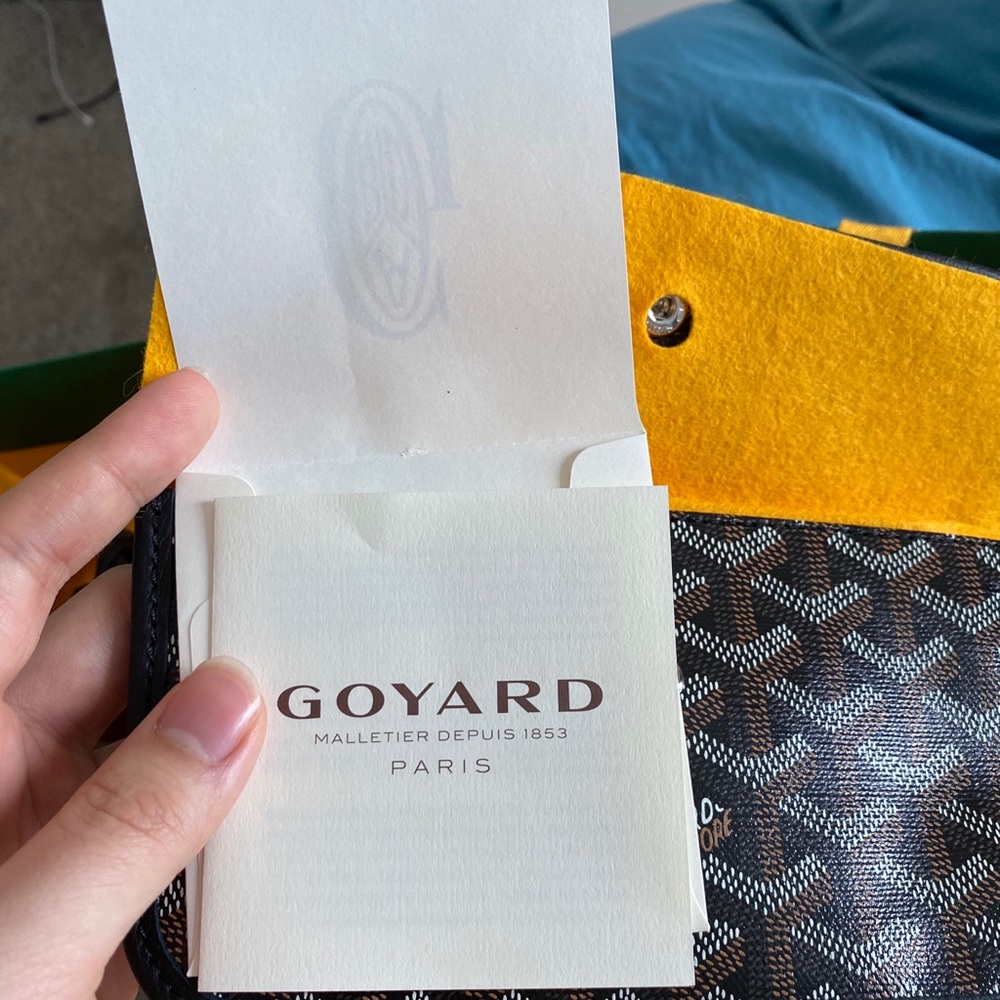 GOYARD
MALLETIER DEPUIS 1853
PARIS